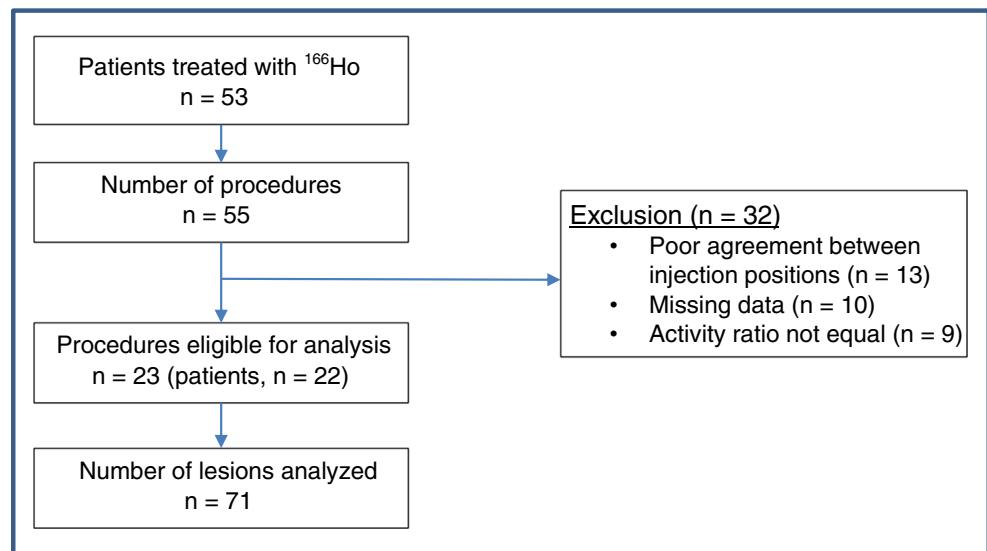 Patients treated with ¹⁶⁶Ho
n = 53
Number of procedures
n = 55
Exclusion (n = 32)
• Poor agreement between
injection positions (n = 13)
• Missing data (n = 10)
• Activity ratio not equal (n = 9)
Procedures eligible for analysis
n = 23 (patients, n = 22)
Number of lesions analyzed
n = 71